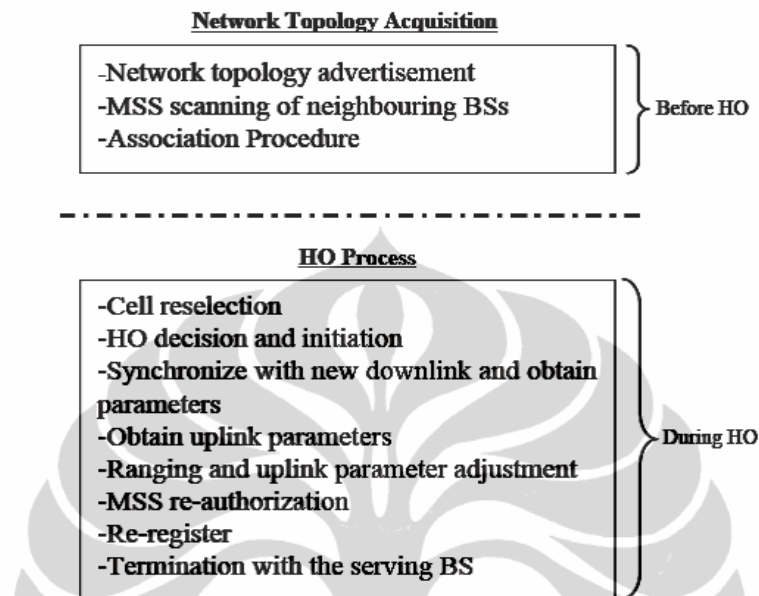 Network Topology Acquisition
-Network topology advertisement
-MSS scanning of neighbouring BSs
-Association Procedure
Before HO
HO Process
-Cell reselection
-HO decision and initiation
-Synchronize with new downlink and obtain
parameters
-Obtain uplink parameters
-Ranging and uplink parameter adjustment
-MSS re-authorization
-Re-register
-Termination with the serving BS
During HO